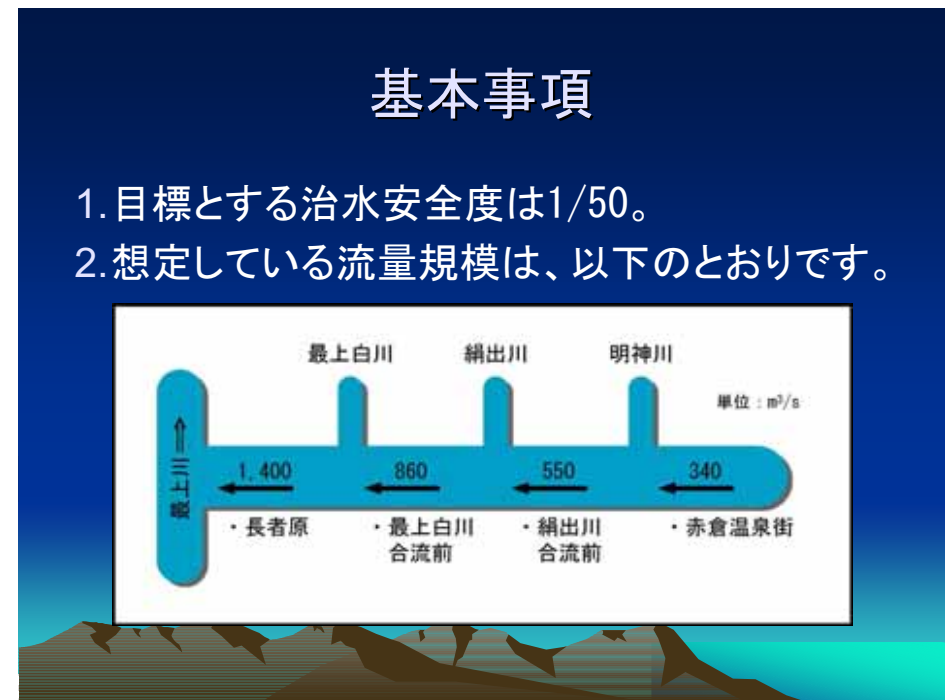 基本事項
1.目標とする治水安全度は1/50。
2.想定している流量規模は、以下のとおりです。
最上白川
絹出川
明神川
単位：m³/s
最上川⇒
1,400
860
550
340
・長者原
・最上白川
合流前
・絹出川
合流前
・赤倉温泉街